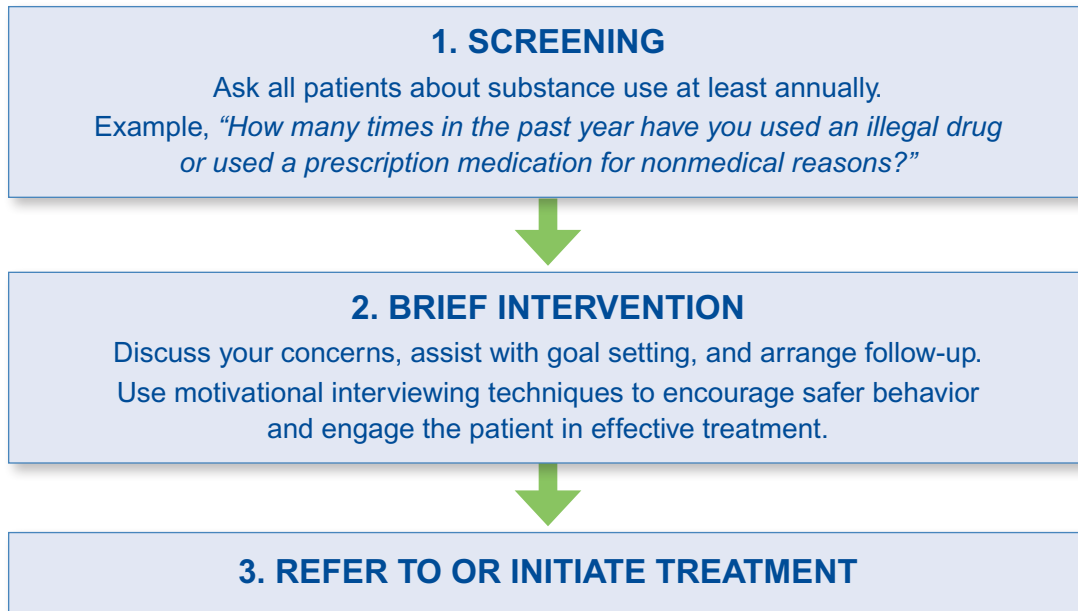 1. SCREENING
Ask all patients about substance use at least annually.
Example, “How many times in the past year have you used an illegal drug
or used a prescription medication for nonmedical reasons?”
2. BRIEF INTERVENTION
Discuss your concerns, assist with goal setting, and arrange follow-up.
Use motivational interviewing techniques to encourage safer behavior
and engage the patient in effective treatment.
3. REFER TO OR INITIATE TREATMENT